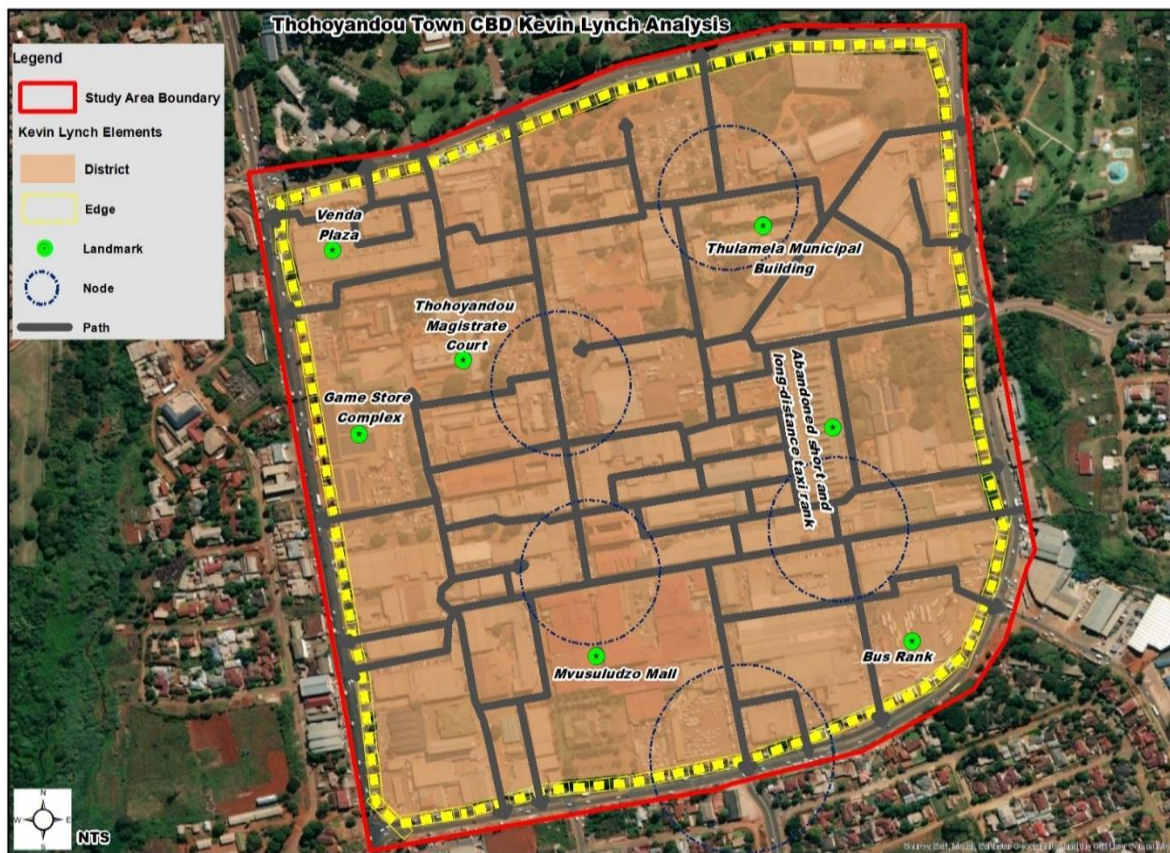 Thohoyandou Town CBD Kevin Lynch Analysis
Legend
Study Area Boundary
Kevin Lynch Elements
District
Edge
Landmark
Node
Path
Venda
Plaza
Thulamela Municipal
Building
Thohoyandou
Magistrate
Court
Game Store
Complex
Abandoned short and
long-distance taxi rank
Mvusuludzo Mall
Bus Rank
N
W
E
S
NTS